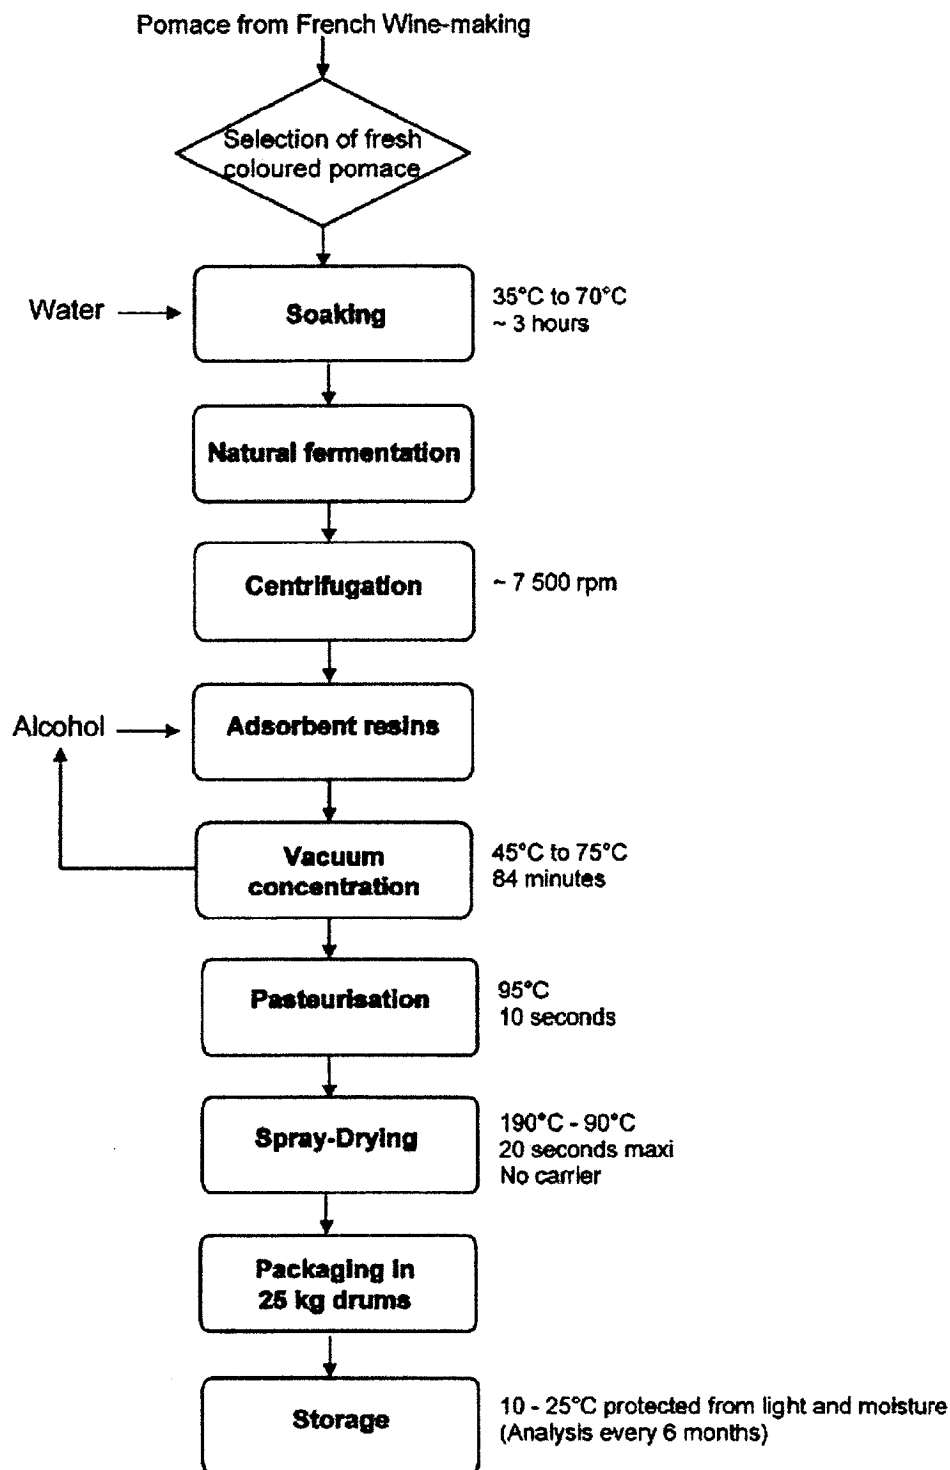 Pomace from French Wine-making
Selection of fresh
coloured pomace
Water
Soaking
35°C to 70°C
~ 3 hours
Natural fermentation
Centrifugation
~ 7 500 rpm
Alcohol
Adsorbent resins
Vacuum
concentration
45°C to 75°C
84 minutes
Pasteurisation
95°C
10 seconds
Spray-Drying
190°C - 90°C
20 seconds maxi
No carrier
Packaging in
25 kg drums
Storage
10 - 25°C protected from light and moisture
(Analysis every 6 months)